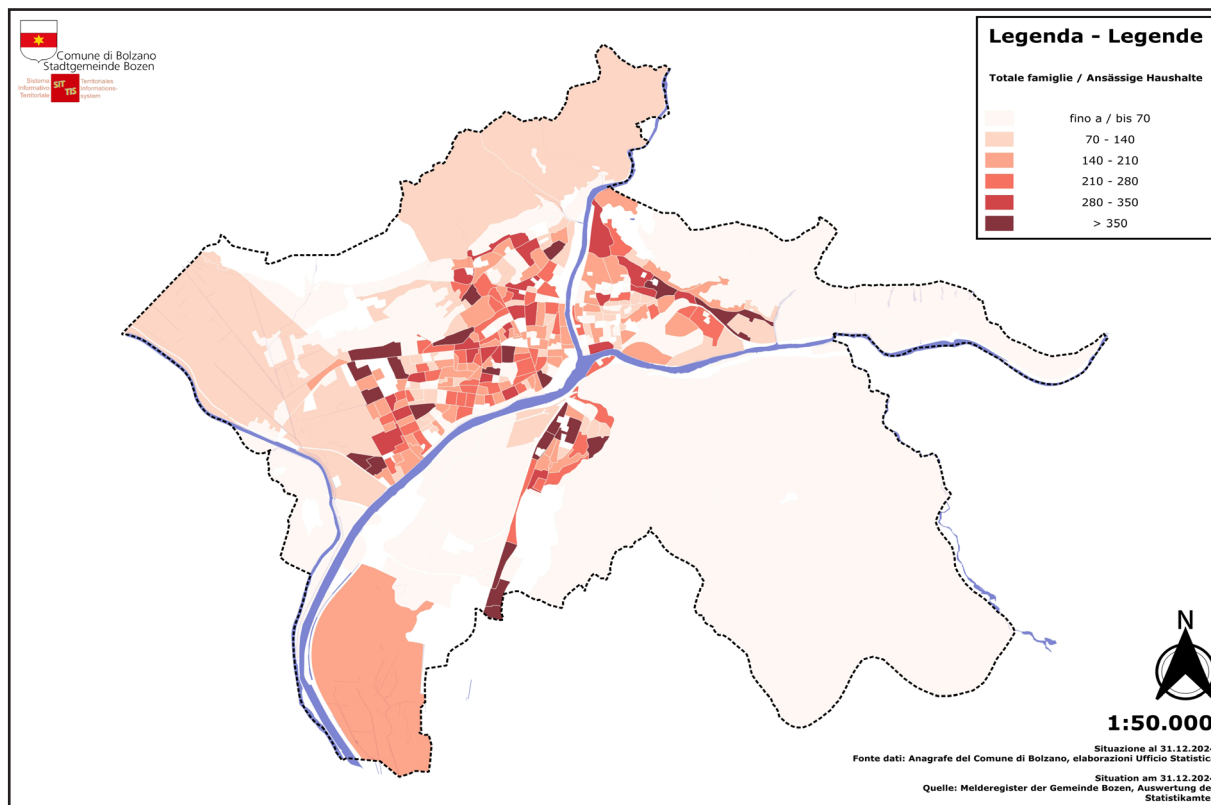 Comune di Bolzano
Stadtgemeinde Bozen
Sistema
Informativo
Territoriale
SIT
TIS
Territoriales
Informations-
system
Legenda - Legende
Totale famiglie / Ansässige Haushalte
fino a / bis 70
70 - 140
140 - 210
210 - 280
280 - 350
> 350
N
1:50.000
Situazione al 31.12.2024
Fonte dati: Anagrafe del Comune di Bolzano, elaborazioni Ufficio Statistica
Situation am 31.12.2024
Quelle: Melderegister der Gemeinde Bozen, Auswertung de
Statistikamte